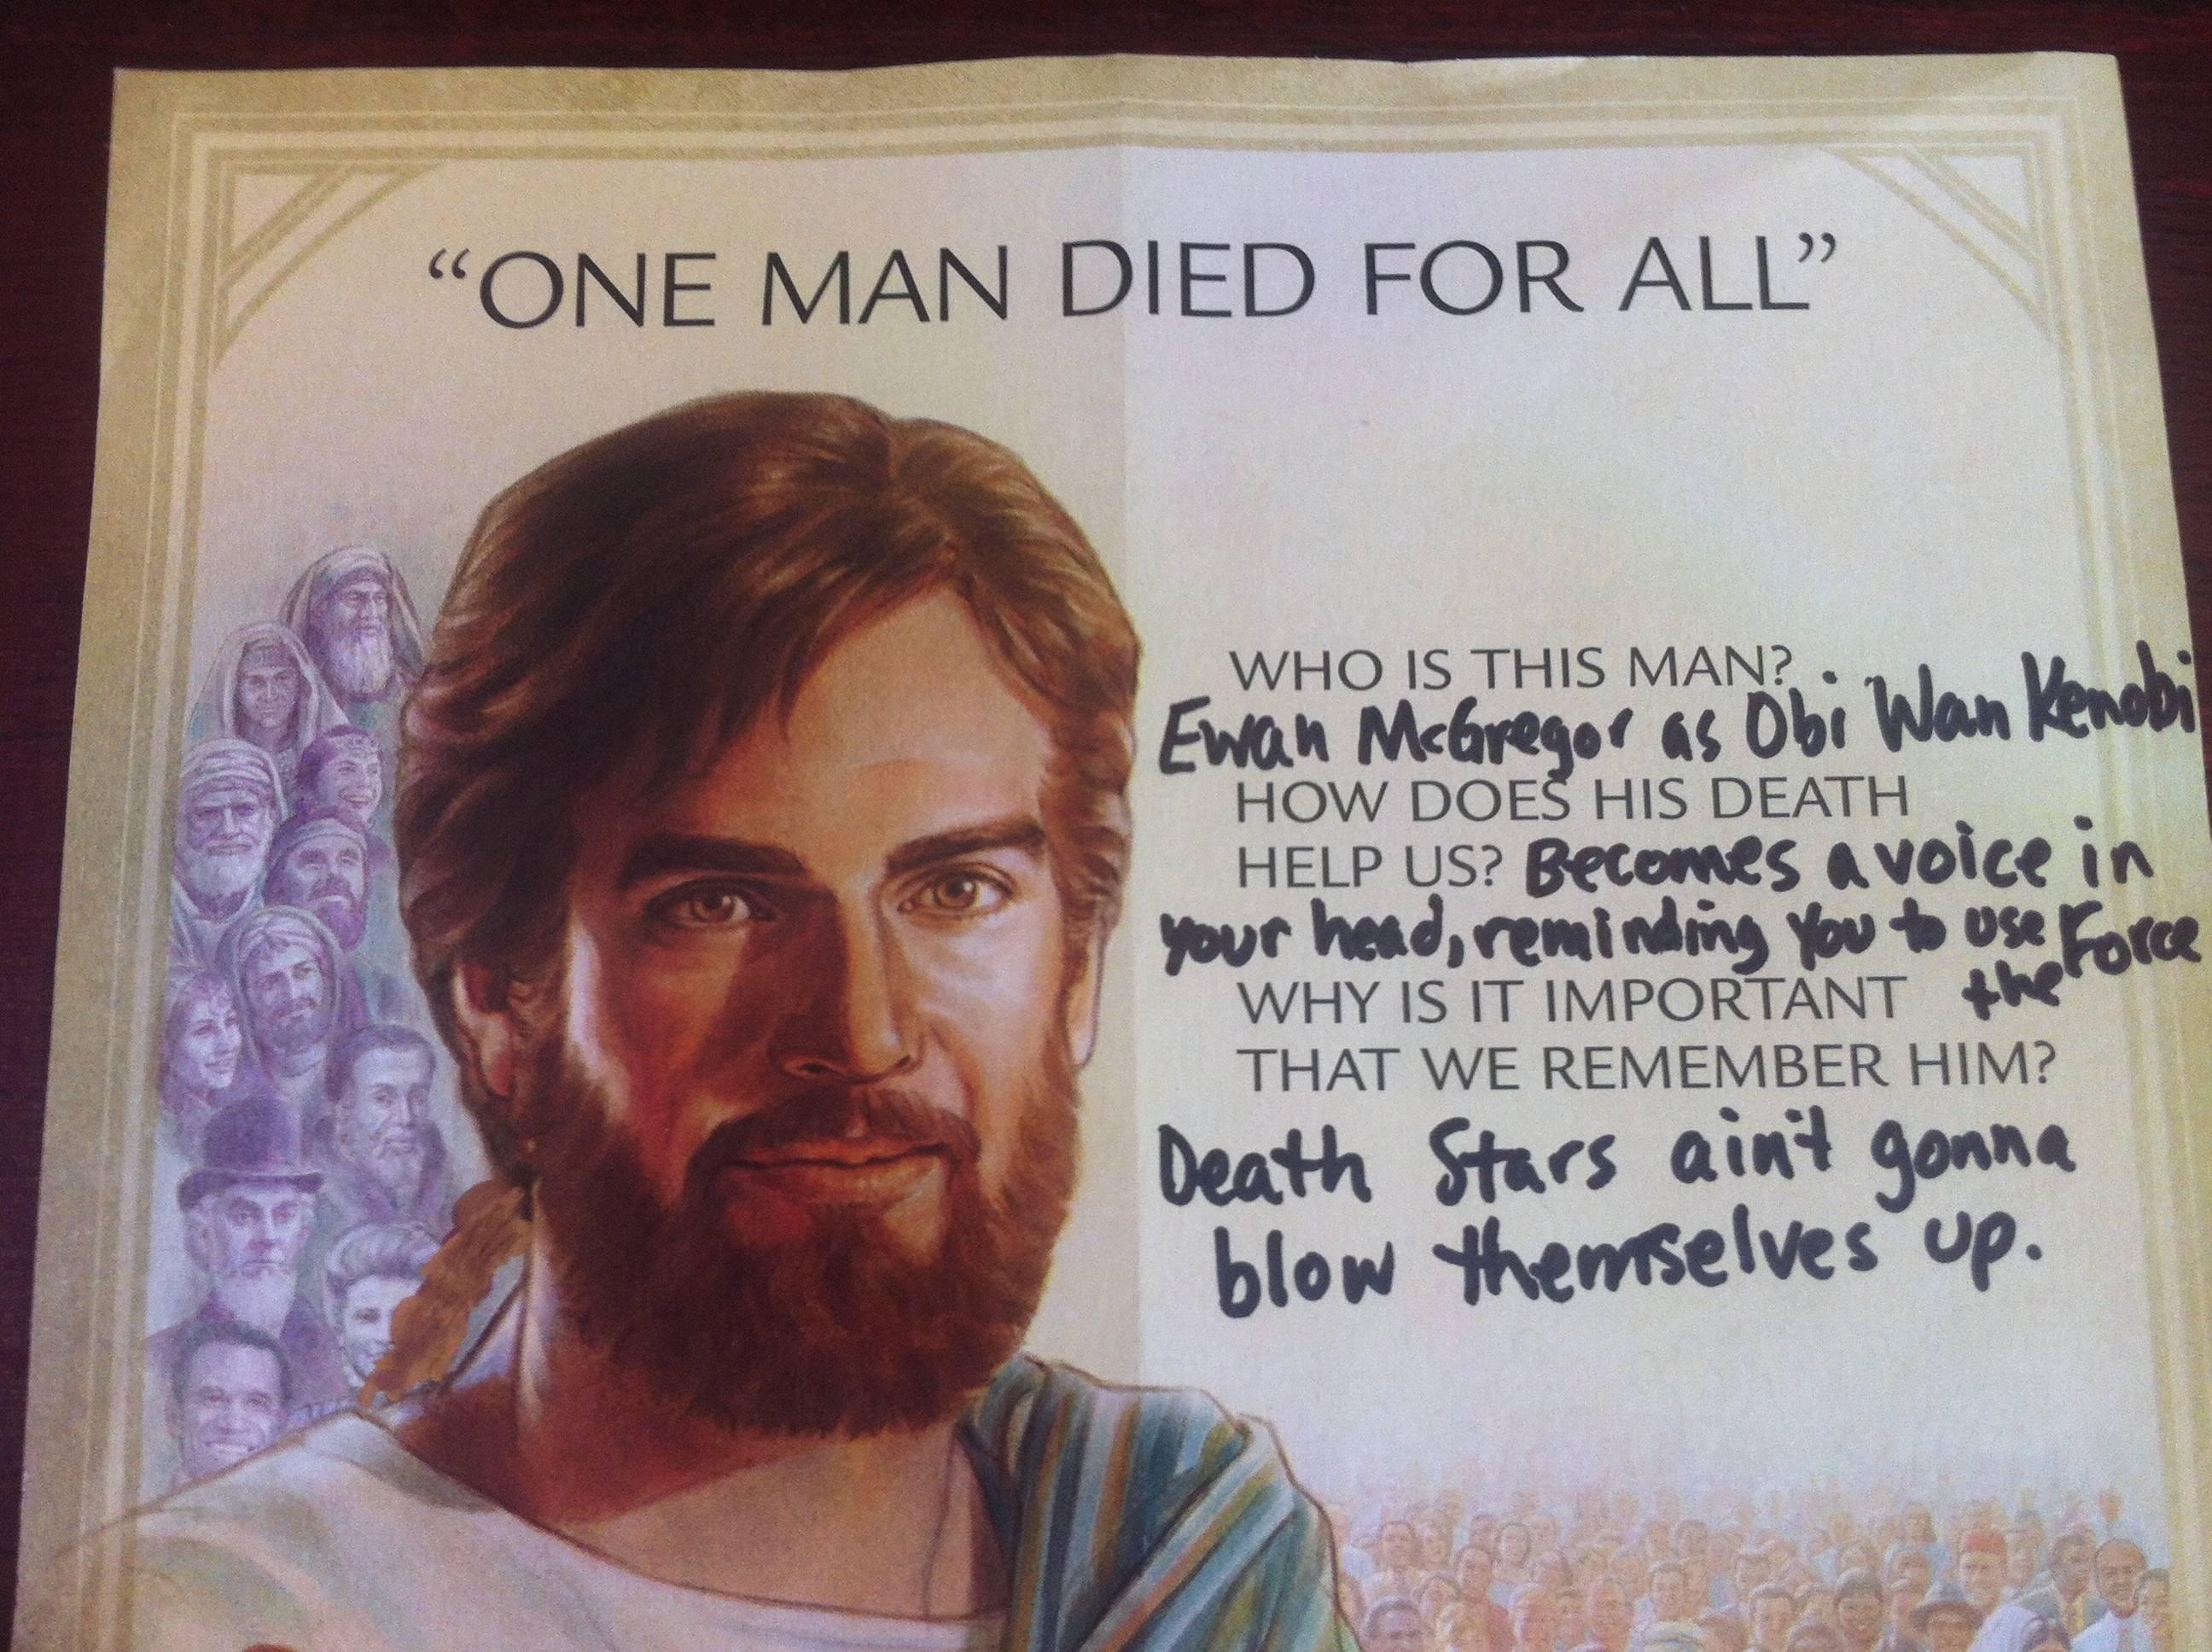 “ONE MAN DIED FOR ALL”
WHO IS THIS MAN?
Ewan McGregor as Obi Wan Kenobi
HOW DOES HIS DEATH
HELP US? Becomes a voice in
your head, reminding you to use the Force
WHY IS IT IMPORTANT
THAT WE REMEMBER HIM?
Death Stars ain't gonna
blow themselves up.